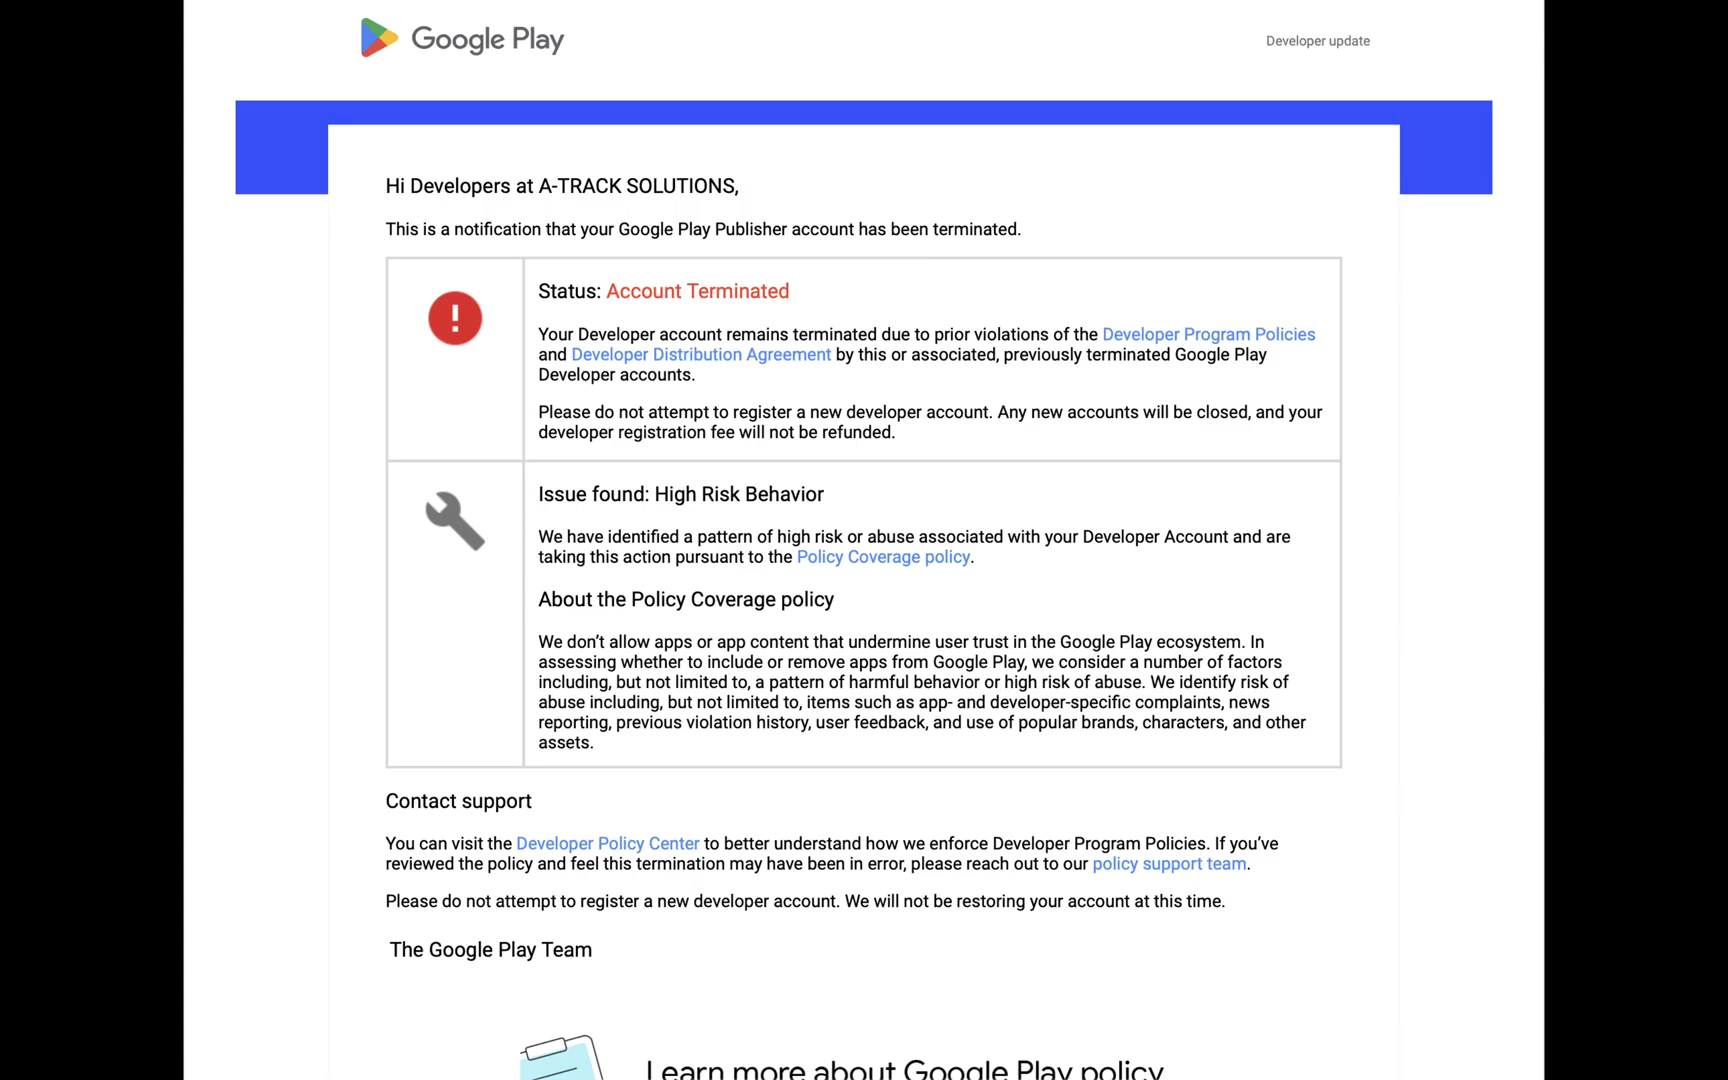 Google Play
Developer update
Hi Developers at A-TRACK SOLUTIONS,
This is a notification that your Google Play Publisher account has been terminated.
Status: Account Terminated
Your Developer account remains terminated due to prior violations of the Developer Program Policies
and Developer Distribution Agreement by this or associated, previously terminated Google Play
Developer accounts.
Please do not attempt to register a new developer account. Any new accounts will be closed, and your
developer registration fee will not be refunded.
Issue found: High Risk Behavior
We have identified a pattern of high risk or abuse associated with your Developer Account and are
taking this action pursuant to the Policy Coverage policy.
About the Policy Coverage policy
We don’t allow apps or app content that undermine user trust in the Google Play ecosystem. In
assessing whether to include or remove apps from Google Play, we consider a number of factors
including, but not limited to, a pattern of harmful behavior or high risk of abuse. We identify risk of
abuse including, but not limited to, items such as app- and developer-specific complaints, news
reporting, previous violation history, user feedback, and use of popular brands, characters, and other
assets.
Contact support
You can visit the Developer Policy Center to better understand how we enforce Developer Program Policies. If you’ve
reviewed the policy and feel this termination may have been in error, please reach out to our policy support team.
Please do not attempt to register a new developer account. We will not be restoring your account at this time.
The Google Play Team
Learn more about Google Play policy